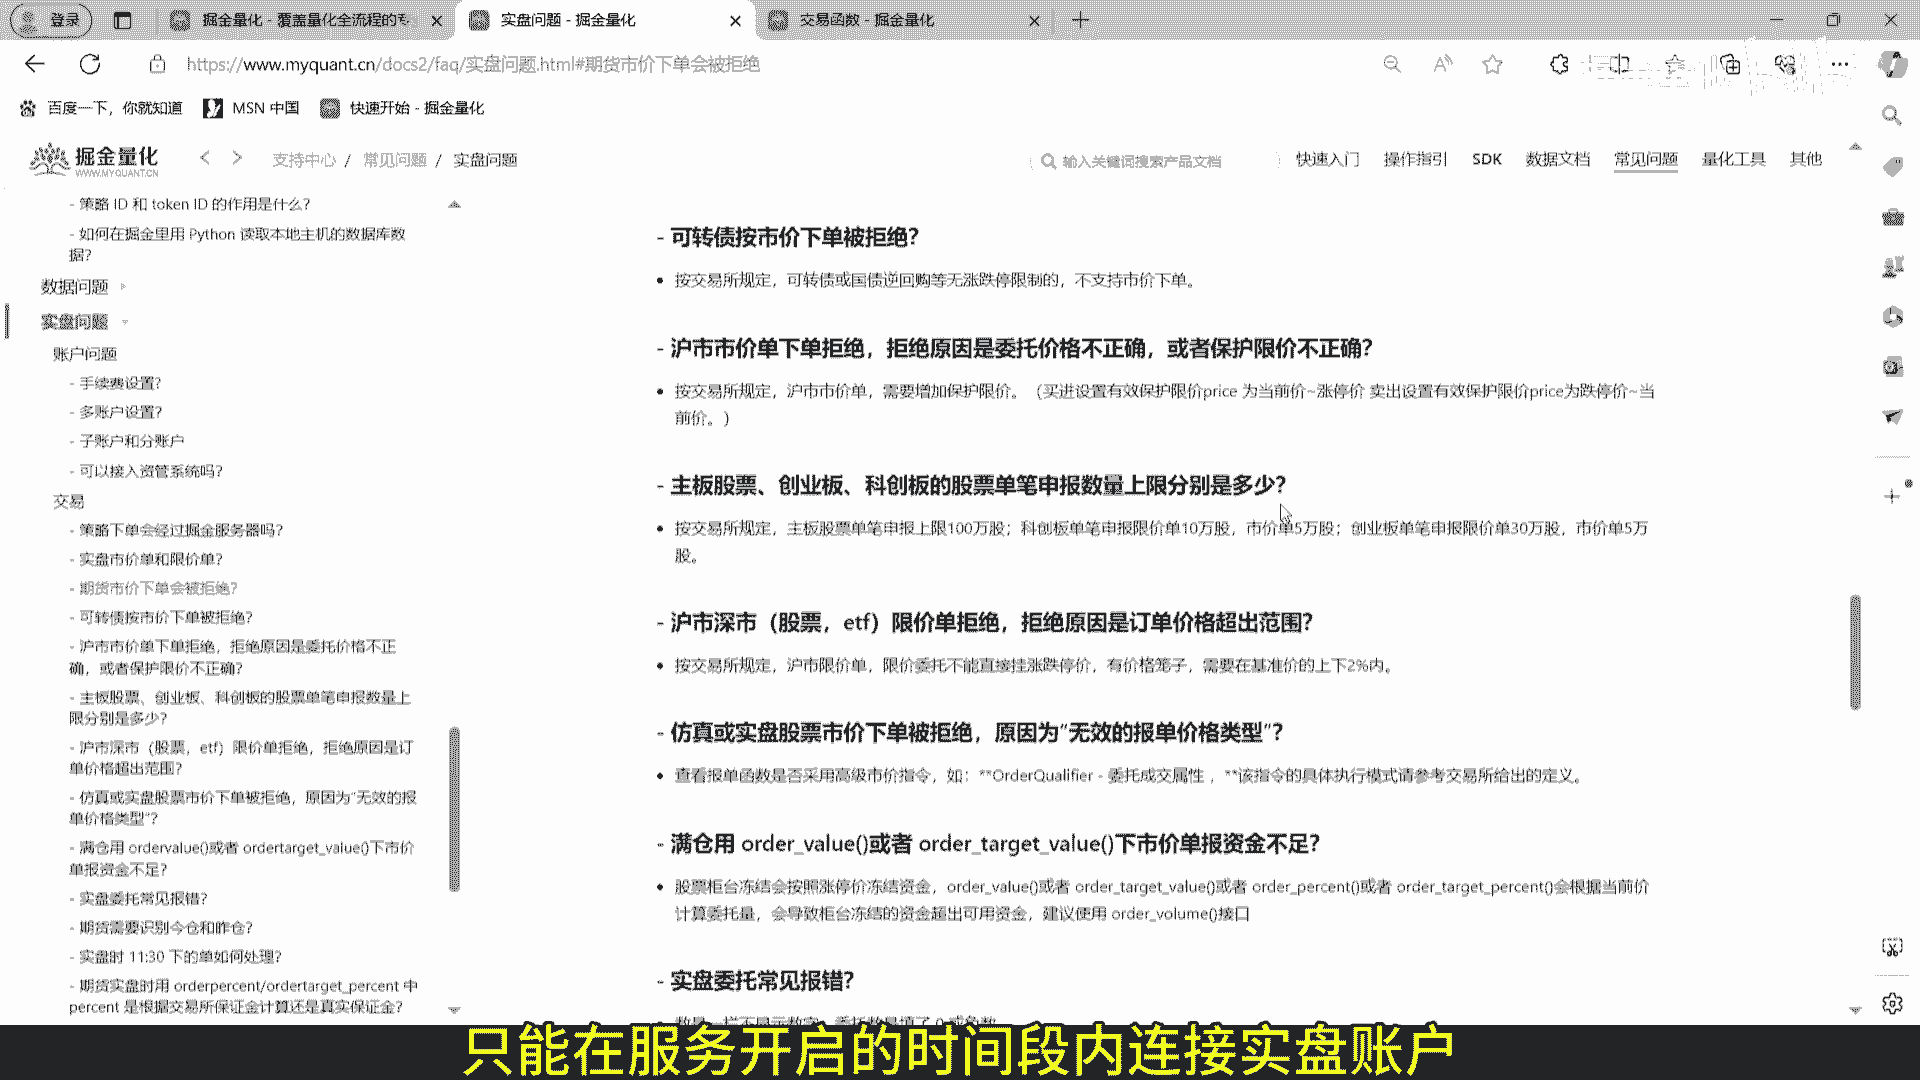 登录
掘金量化 - 覆盖量化全流程的专
实盘问题 - 掘金量化
交易函数 - 掘金量化
https://www.myquant.cn/docs2/faq/实盘问题.html#期货市价下单会被拒绝
百度一下，你就知道
MSN 中国
快速开始 - 掘金量化
掘金量化
WWW.MYQUANT.CN
支持中心 / 常见问题 / 实盘问题
输入关键词搜索产品文档
快速入门
操作指引
SDK
数据文档
常见问题
量化工具
其他
- 策略 ID 和 token ID 的作用是什么？
- 如何在掘金里用 Python 读取本地主机的数据库数
据？
数据问题
实盘问题
账户问题
- 手续费设置？
- 多账户设置？
- 子账户和分账户
- 可以接入资管系统吗？
交易
- 策略下单会经过掘金服务器吗？
- 实盘市价单和限价单？
- 期货市价下单会被拒绝？
- 可转债按市价下单被拒绝？
- 沪市市价单下单拒绝，拒绝原因是委托价格不正
确，或者保护限价不正确？
- 主板股票、创业板、科创板的股票单笔申报数量上
限分别是多少？
- 沪市深市（股票，etf）限价单拒绝，拒绝原因是订
单价格超出范围？
- 仿真或实盘股票市价下单被拒绝，原因为“无效的报
单价格类型”？
- 满仓用 ordervalue()或者 ordertarget_value()下市价
单报资金不足？
- 实盘委托常见报错？
- 期货需要识别今仓和昨仓？
- 实盘时 11:30 下的单如何处理？
- 期货实盘时用 orderpercent/ordertarget_percent 中
percent 是根据交易所保证金计算还是真实保证金？
- 可转债按市价下单被拒绝？
按交易所规定，可转债或国债逆回购等无涨跌停限制的，不支持市价下单。
- 沪市市价单下单拒绝，拒绝原因是委托价格不正确，或者保护限价不正确？
按交易所规定，沪市市价单，需要增加保护限价。（买进设置有效保护限价price 为当前价~涨停价 卖出设置有效保护限价price为跌停价~当
前价。）
- 主板股票、创业板、科创板的股票单笔申报数量上限分别是多少？
按交易所规定，主板股票单笔申报上限100万股；科创板单笔申报限价单10万股，市价单5万股；创业板单笔申报限价单30万股，市价单5万
股。
- 沪市深市（股票，etf）限价单拒绝，拒绝原因是订单价格超出范围？
按交易所规定，沪市限价单，限价委托不能直接挂涨跌停价，有价格笼子，需要在基准价的上下2%内。
- 仿真或实盘股票市价下单被拒绝，原因为“无效的报单价格类型”？
查看报单函数是否采用高级市价指令，如：**OrderQualifier - 委托成交属性 ，**该指令的具体执行模式请参考交易所给出的定义。
- 满仓用 order_value()或者 order_target_value()下市价单报资金不足？
股票柜台冻结会按照涨停价冻结资金，order_value()或者 order_target_value()或者 order_percent()或者 order_target_percent()会根据当前价
计算委托量，会导致柜台冻结的资金超出可用资金，建议使用 order_volume()接口
- 实盘委托常见报错？
只能在服务开启的时间段内连接实盘账户